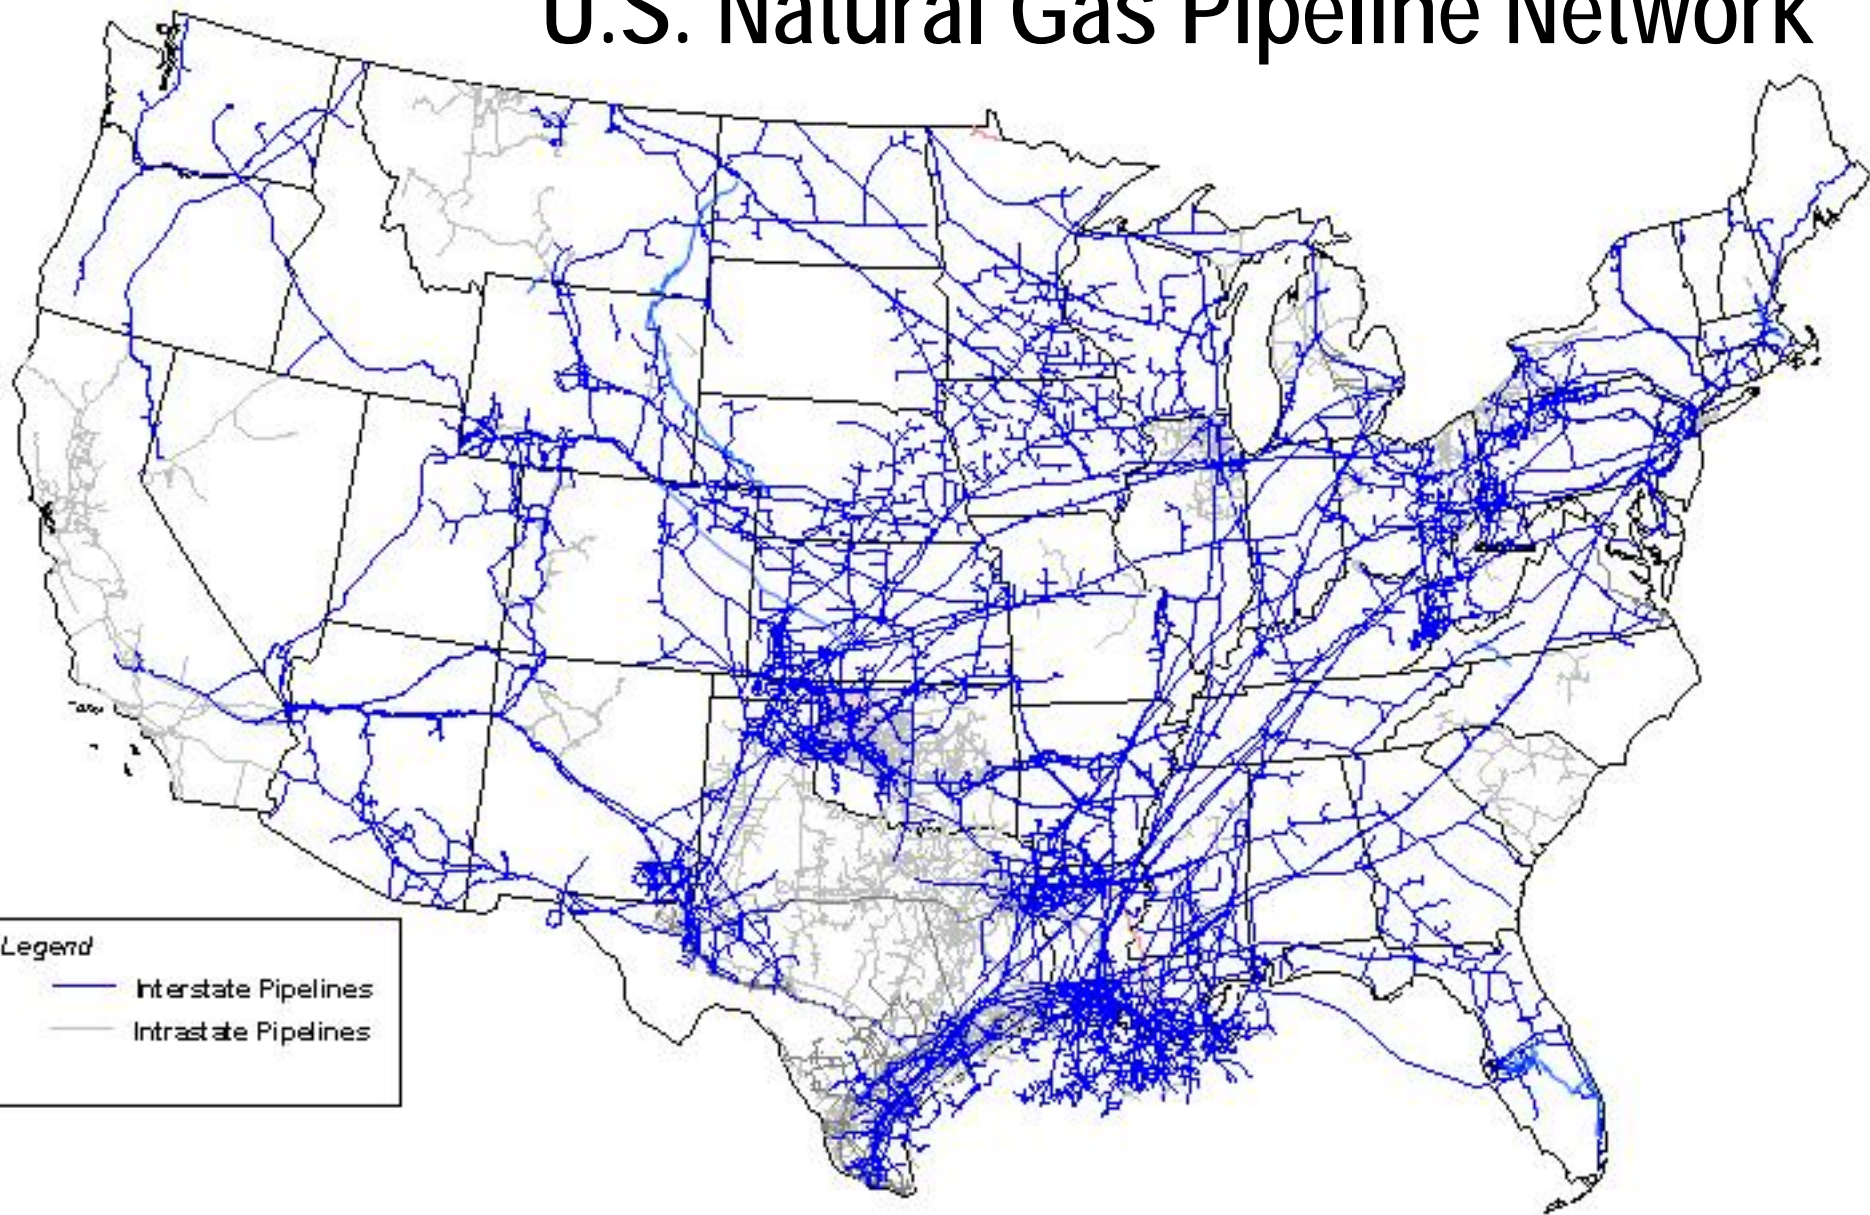 U.S. Natural Gas Pipeline Network
Legend
Interstate Pipelines
Intrastate Pipelines